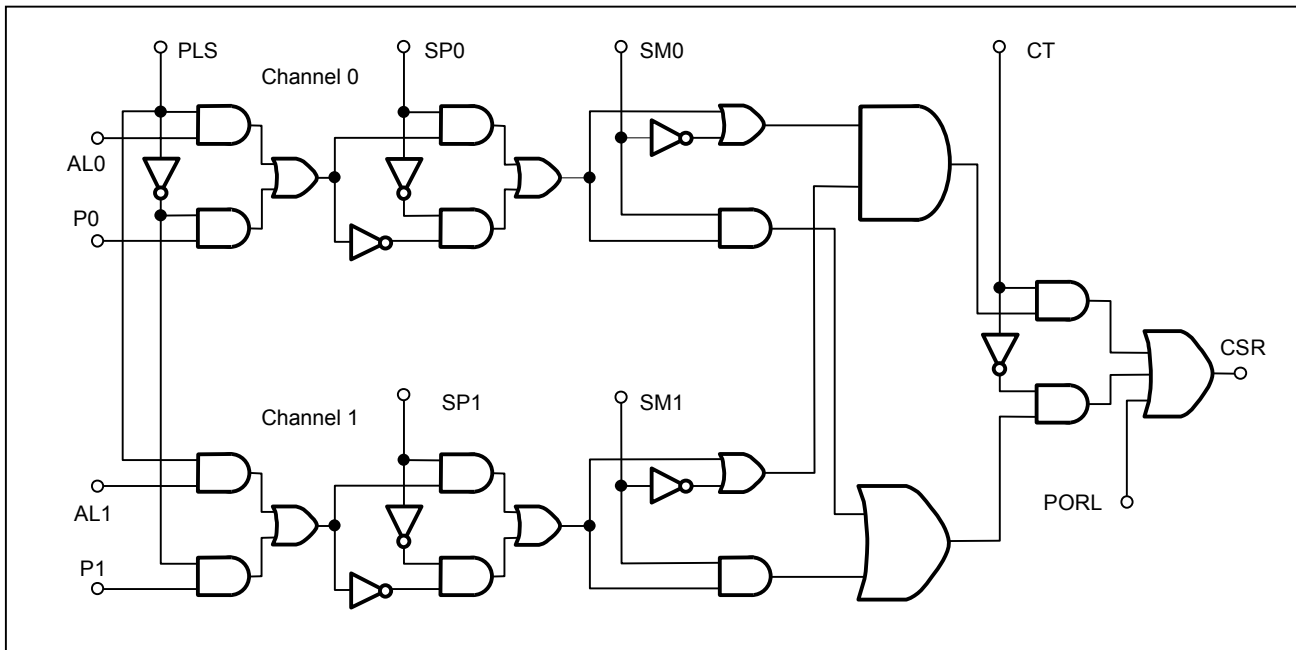 PLS
SP0
SM0
CT
Channel 0
AL0
P0
CSR
SP1
SM1
Channel 1
AL1
PORL
P1